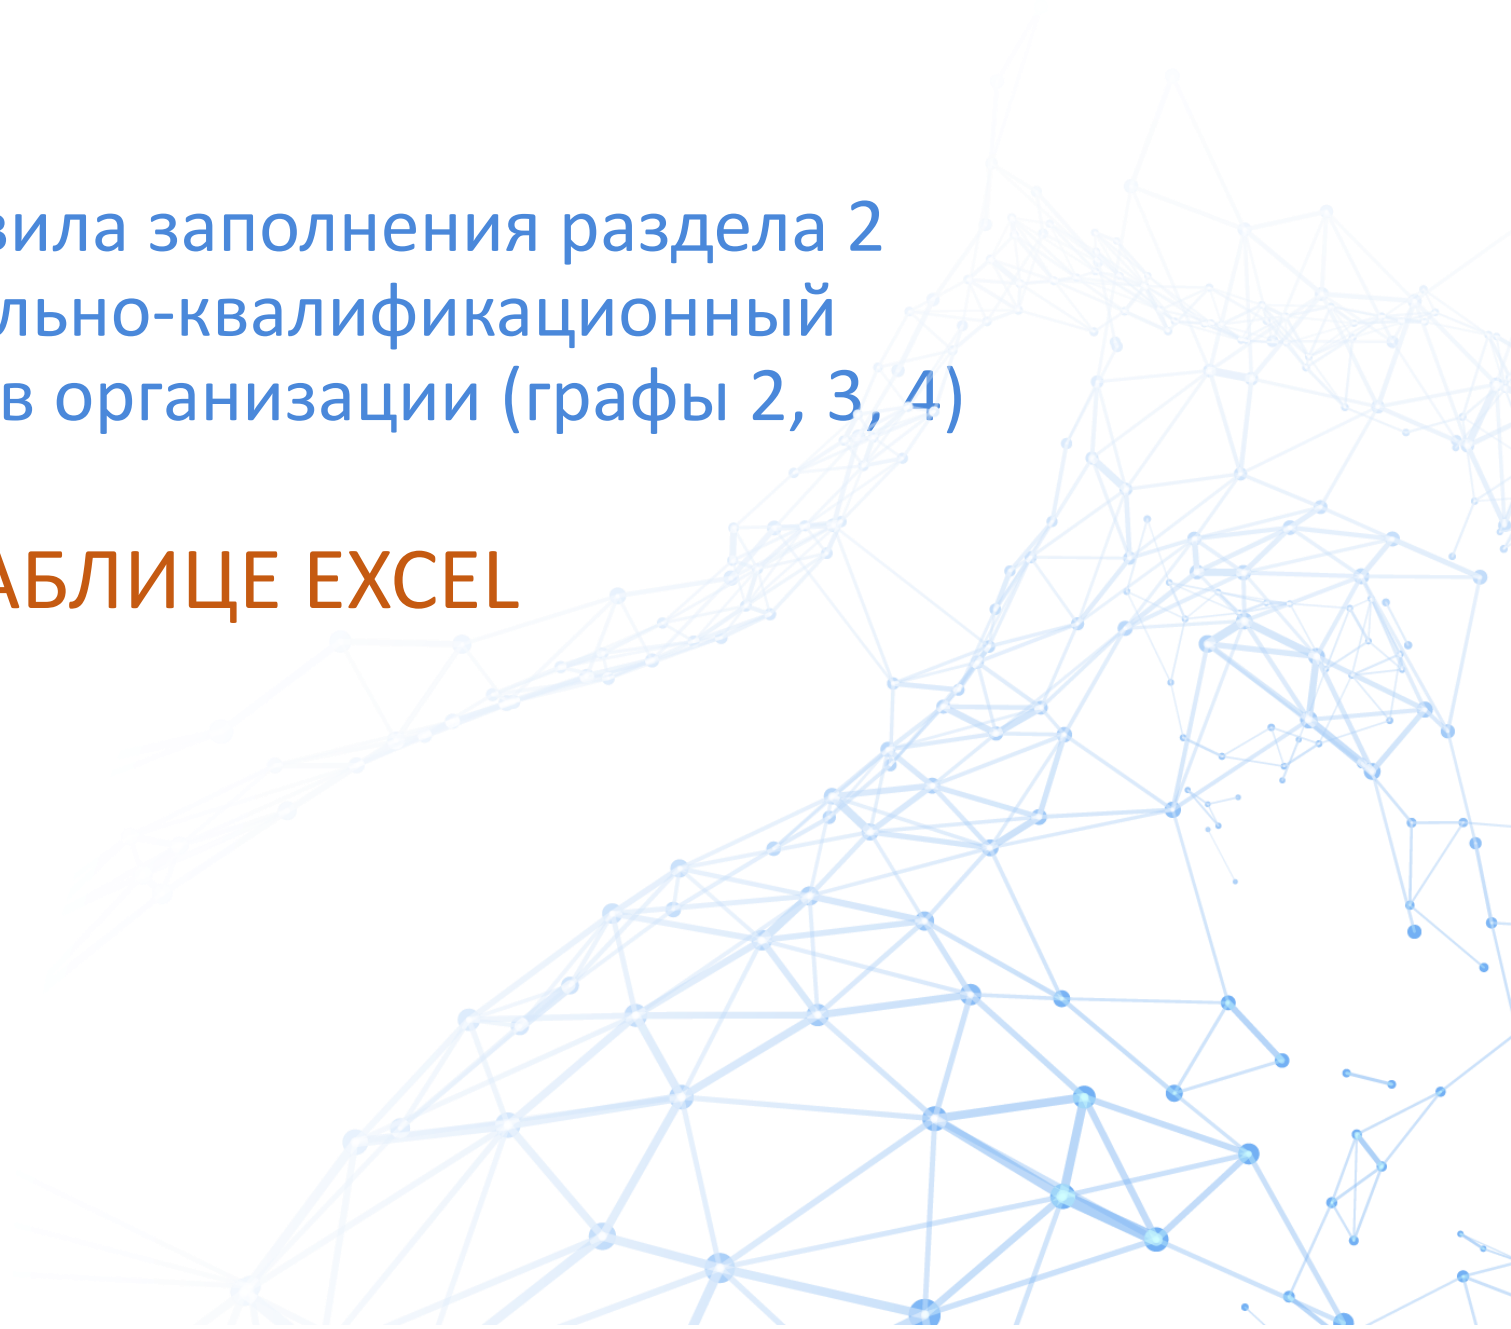 вила заполнения раздела 2
льно-квалификационный
в организации (графы 2, 3, 4)
АБЛИЦЕ EXCEL